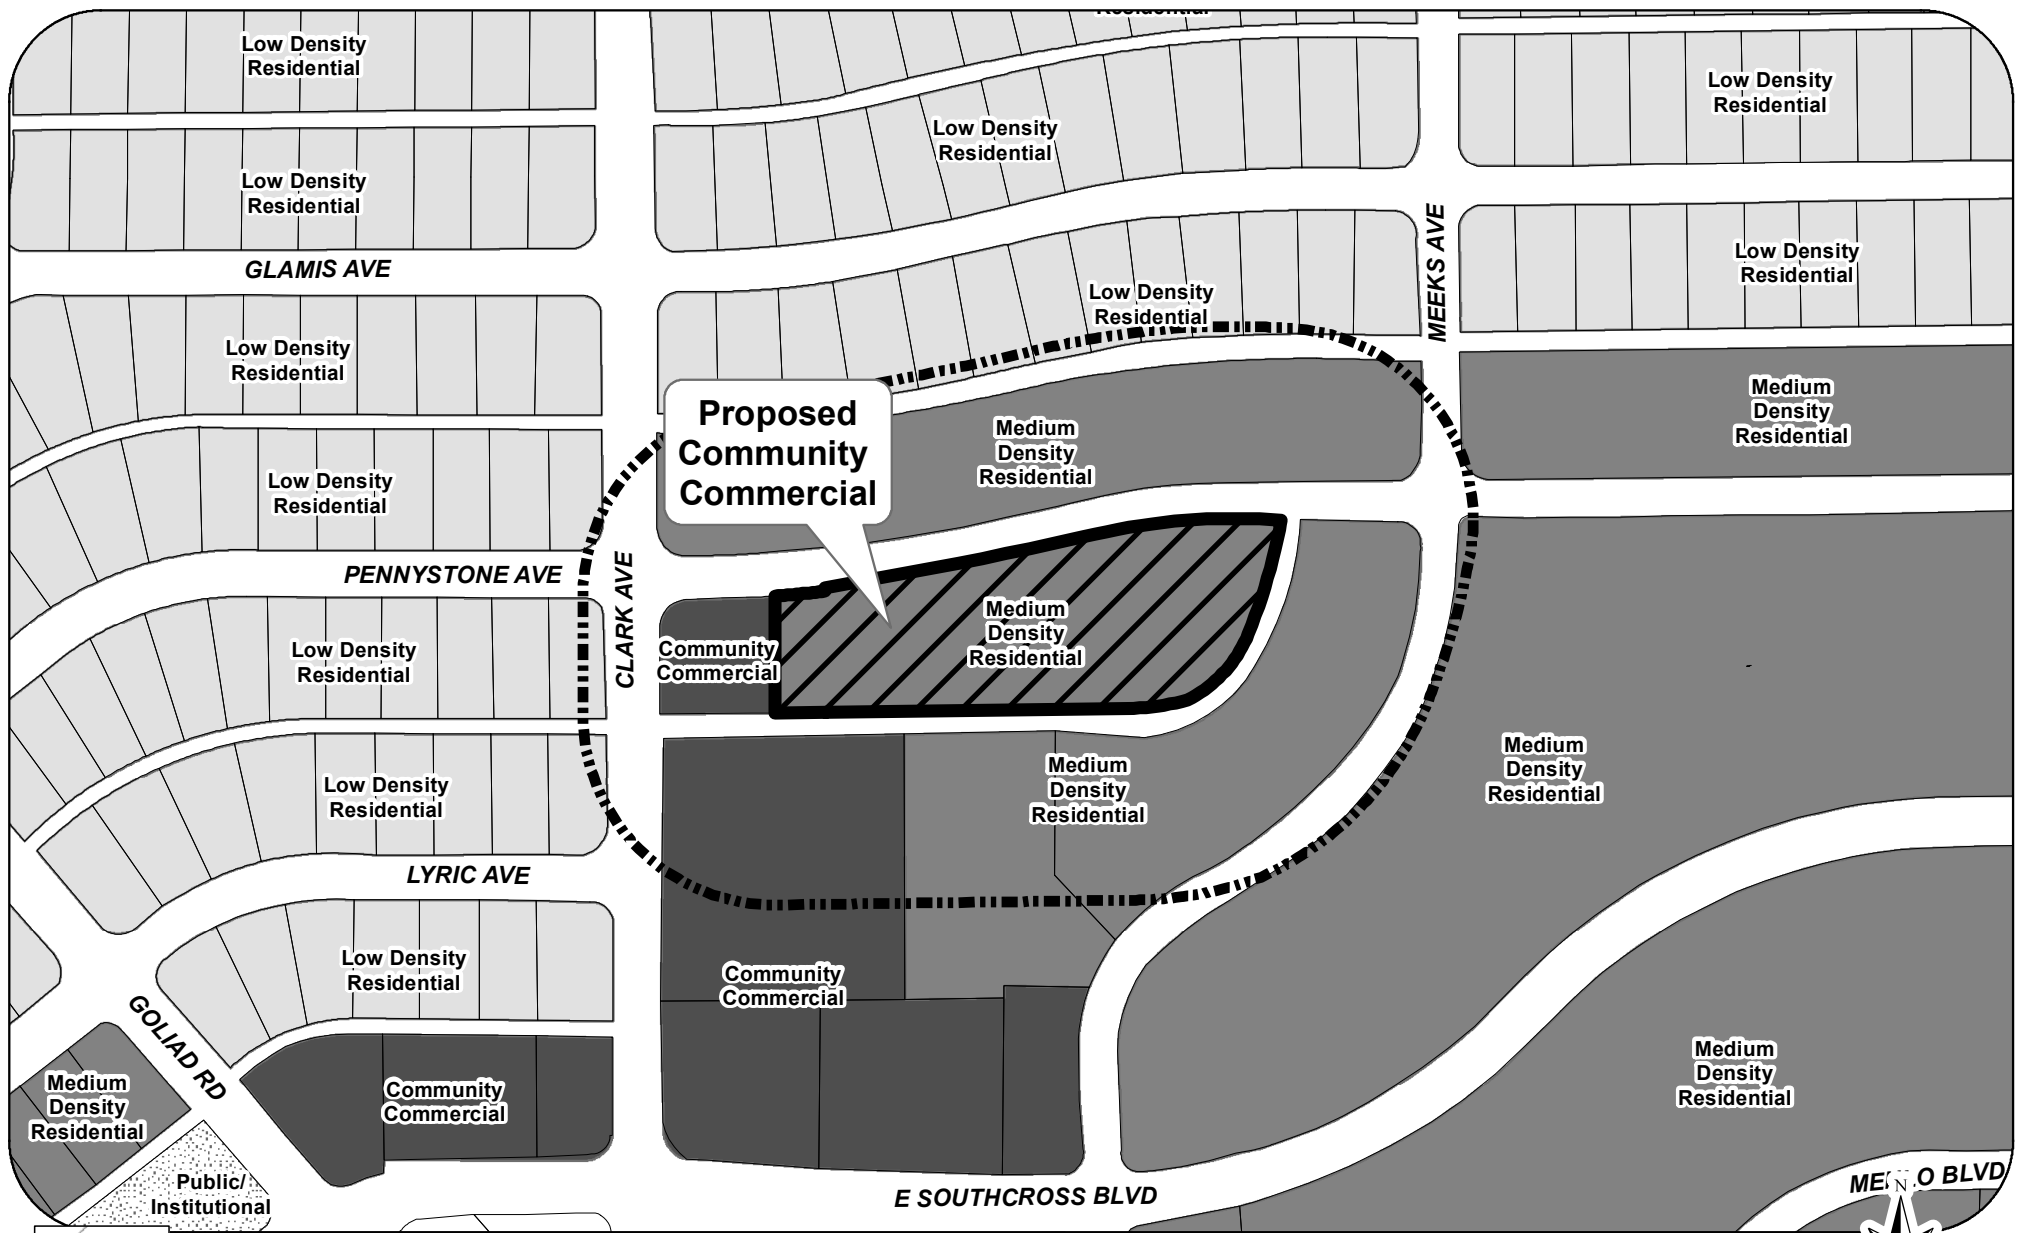 Residential
Low Density
Residential
Low Density
Residential
Low Density
Residential
Low Density
Residential
GLAMIS AVE
MEEKS AVE
Low Density
Residential
Low Density
Residential
Low Density
Residential
Medium
Density
Residential
Proposed
Community
Commercial
Medium
Density
Residential
Low Density
Residential
PENNYSTONE AVE
CLARK AVE
Medium
Density
Residential
Community
Commercial
Low Density
Residential
Medium
Density
Residential
Medium
Density
Residential
Low Density
Residential
LYRIC AVE
Low Density
Residential
Community
Commercial
GOLIAD RD
Medium
Density
Residential
Community
Commercial
Medium
Density
Residential
Public/
Institutional
E SOUTHCROSS BLVD
BLVD
N